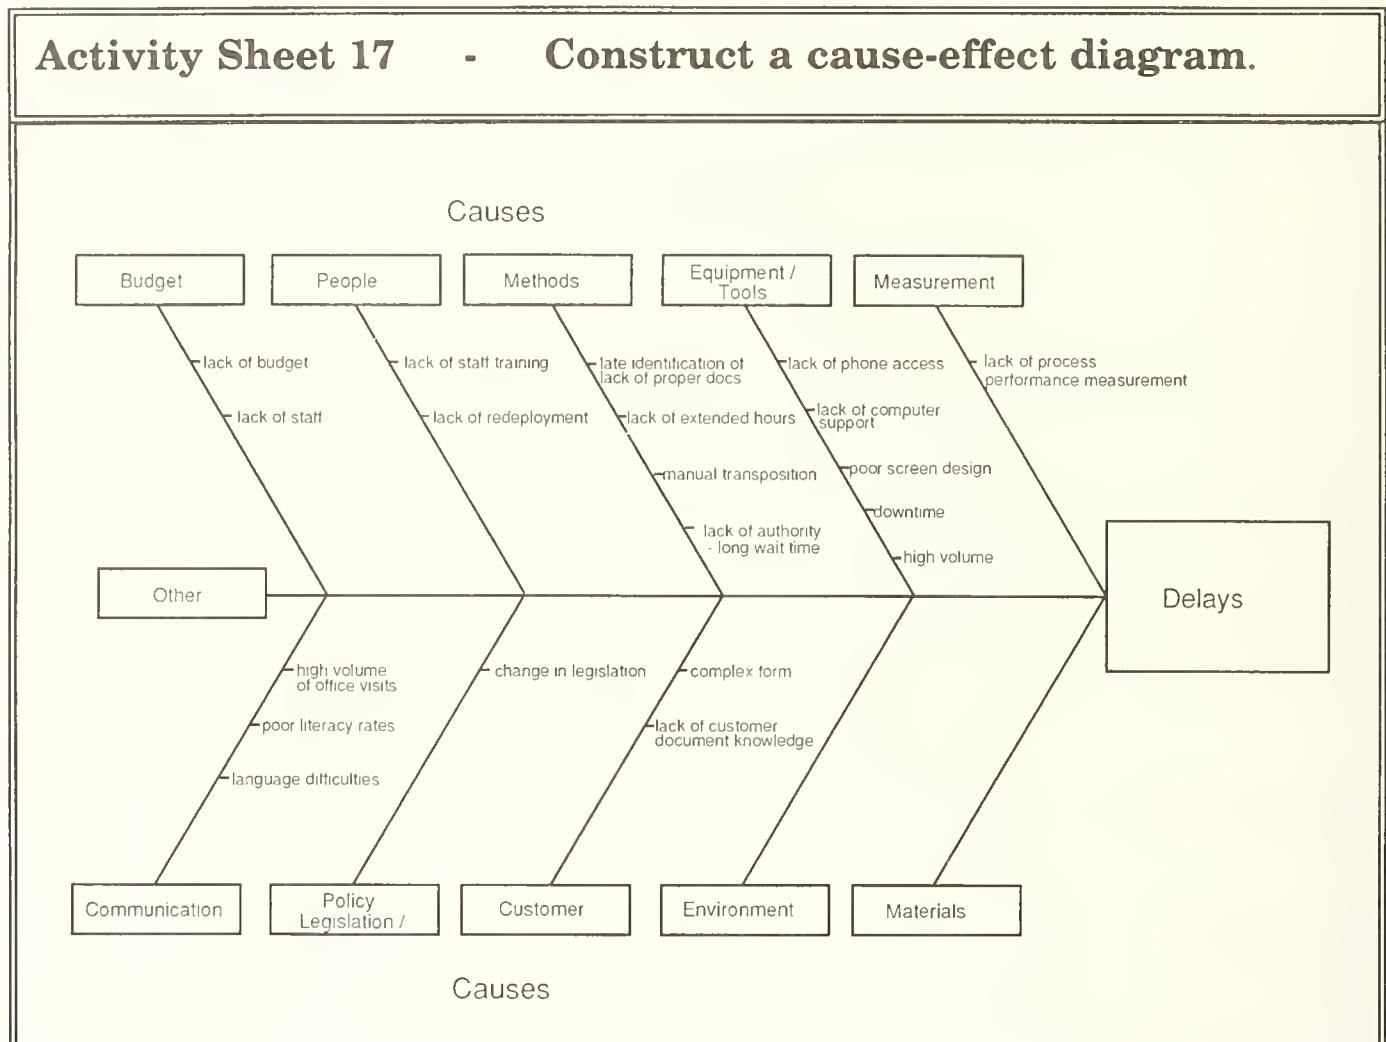 Activity Sheet 17 - Construct a cause-effect diagram.
Causes
Budget
People
Methods
Equipment /
Tools
Measurement
lack of budget
lack of staff
lack of staff training
lack of redeployment
late identification of
lack of proper docs
lack of extended hours
manual transposition
lack of authority
- long wait time
lack of phone access
lack of computer
support
poor screen design
downtime
high volume
lack of process
performance measurement
Other
Delays
high volume
of office visits
poor literacy rates
language difficulties
change in legislation
complex form
lack of customer
document knowledge
Communication
Policy
Legislation /
Customer
Environment
Materials
Causes